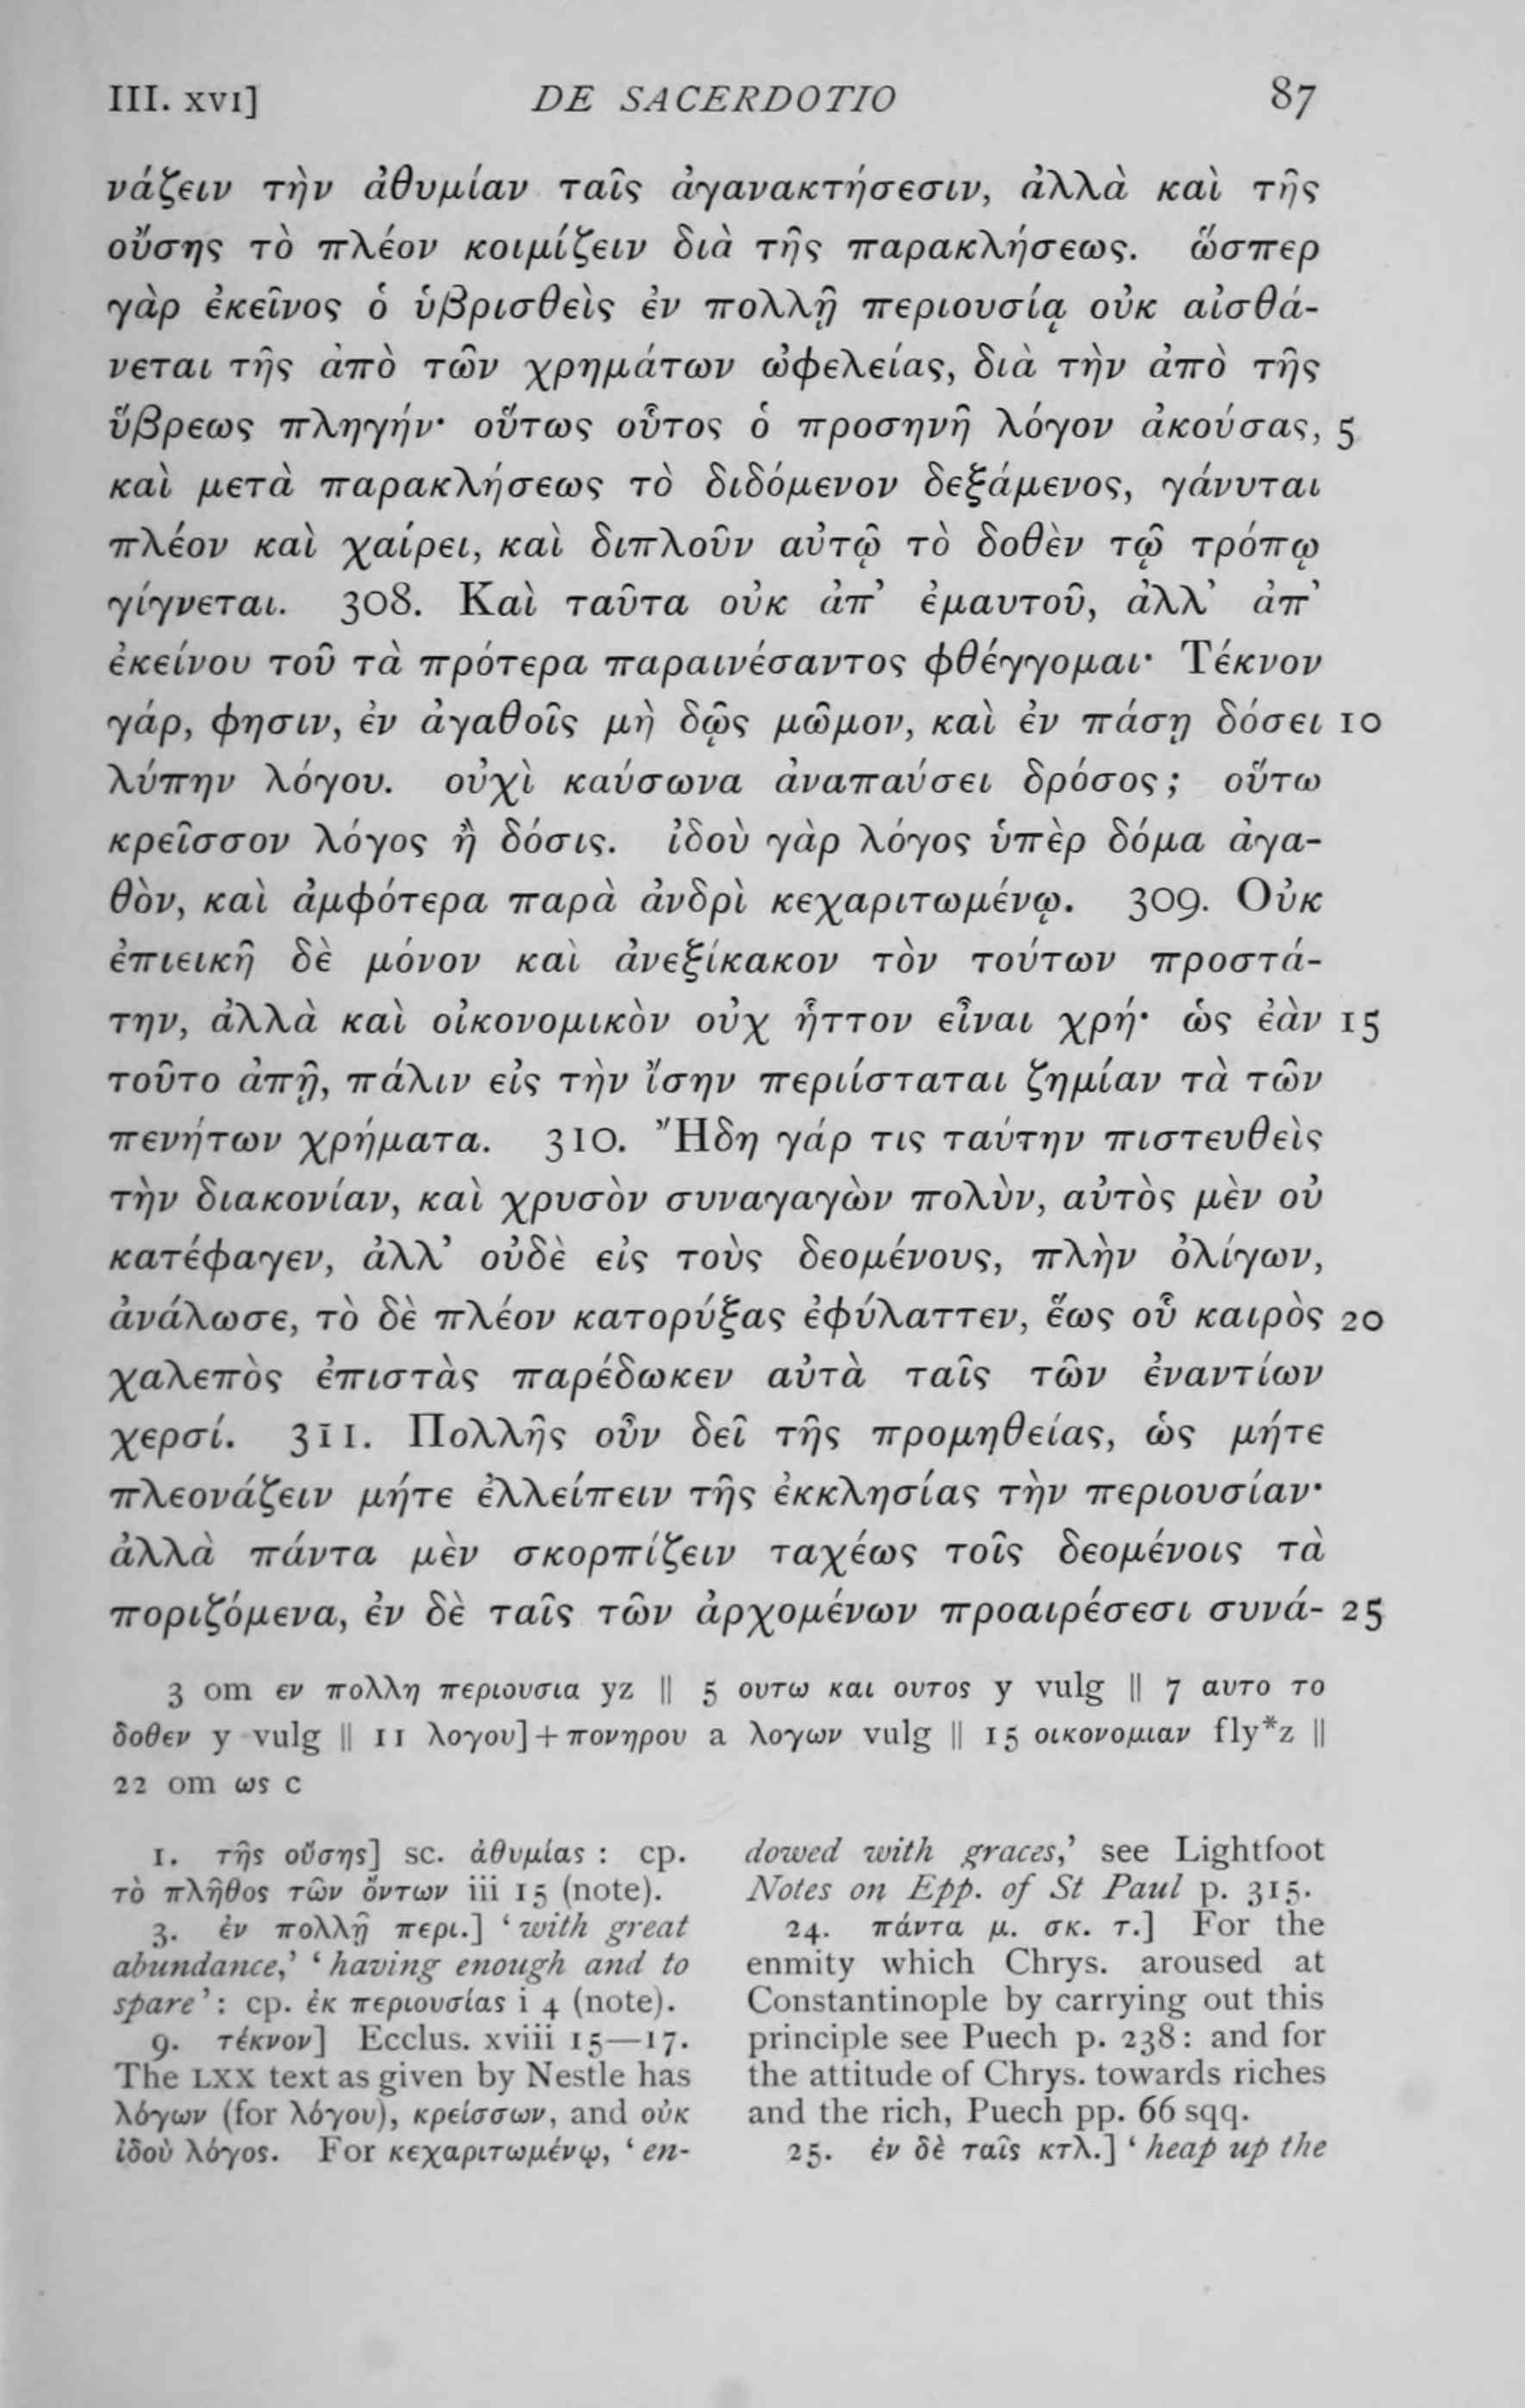 III. XVI] DE SACERDOTIO 87
νάζειν τὴν ἀθυμίαν ταῖς ἀγανακτήσεσιν, ἀλλὰ καὶ τῆς
οὔσης τὸ πλέον κοιμίζειν διὰ τῆς παρακλήσεως. ὥσπερ
γὰρ ἐκεῖνος ὁ ὑβρισθεὶς ἐν πολλῇ περιουσίᾳ οὐκ αἰσθά-
νεται τῆς ἀπὸ τῶν χρημάτων ὠφελείας, διὰ τὴν ἀπὸ τῆς
ὕβρεως πληγήν· οὕτως οὗτος ὁ προσηνῆ λόγον ἀκούσας, 5
καὶ μετὰ παρακλήσεως τὸ διδόμενον δεξάμενος, γάνυται
πλέον καὶ χαίρει, καὶ διπλοῦν αὐτῷ τὸ δοθὲν τῷ τρόπῳ
γίγνεται. 308. Καὶ ταῦτα οὐκ ἀπ’ ἐμαυτοῦ, ἀλλ’ ἀπ’
ἐκείνου τοῦ τὰ πρότερα παραινέσαντος φθέγγομαι· Τέκνον
γάρ, φησιν, ἐν ἀγαθοῖς μὴ δῷς μῶμον, καὶ ἐν πάσῃ δόσει 10
λύπην λόγου. οὐχὶ καύσωνα ἀναπαύσει δρόσος; οὕτω
κρεῖσσον λόγος ἢ δόσις. ἰδοὺ γὰρ λόγος ὑπὲρ δόμα ἀγα-
θὸν, καὶ ἀμφότερα παρὰ ἀνδρὶ κεχαριτωμένῳ. 309. Οὐκ
ἐπιεικῆ δὲ μόνον καὶ ἀνεξίκακον τὸν τούτων προστά-
την, ἀλλὰ καὶ οἰκονομικὸν οὐχ ἧττον εἶναι χρή· ὡς ἐὰν 15
τοῦτο ἀπῇ, πάλιν εἰς τὴν ἴσην περιίσταται ζημίαν τὰ τῶν
πενήτων χρήματα. 310. Ἤδη γάρ τις ταύτην πιστευθεὶς
τὴν διακονίαν, καὶ χρυσὸν συναγαγὼν πολὺν, αὐτὸς μὲν οὐ
κατέφαγεν, ἀλλ’ οὐδὲ εἰς τοὺς δεομένους, πλὴν ὀλίγων,
ἀνάλωσε, τὸ δὲ πλέον κατορύξας ἐφύλαττεν, ἕως οὗ καιρὸς 20
χαλεπὸς ἐπιστὰς παρέδωκεν αὐτὰ ταῖς τῶν ἐναντίων
χερσί. 311. Πολλῆς οὖν δεῖ τῆς προμηθείας, ὡς μήτε
πλεονάζειν μήτε ἐλλείπειν τῆς ἐκκλησίας τὴν περιουσίαν·
ἀλλὰ πάντα μὲν σκορπίζειν ταχέως τοῖς δεομένοις τὰ
ποριζόμενα, ἐν δὲ ταῖς τῶν ἀρχομένων προαιρέσεσι συνά- 25
3 om εν πολλη περιουσια yz || 5 ουτω και ουτος y vulg || 7 αυτο το
δοθεν y vulg || 11 λογου]+πονηρου a λογων vulg || 15 οικονομιαν fly*z ||
22 om ως c
1. τῆς οὔσης] sc. ἀθυμίας : cp.
τὸ πλῆθος τῶν ὄντων iii 15 (note).
3. ἐν πολλῇ περι.] ‘with great
abundance,’ ‘having enough and to
spare’: cp. ἐκ περιουσίας i 4 (note).
9. τέκνον] Ecclus. xviii 15—17.
The LXX text as given by Nestle has
λόγων (for λόγου), κρείσσων, and οὐκ
ἰδοὺ λόγος. For κεχαριτωμένῳ, ‘en-
dowed with graces,’ see Lightfoot
Notes on Epp. of St Paul p. 315.
24. πάντα μ. σκ. τ.] For the
enmity which Chrys. aroused at
Constantinople by carrying out this
principle see Puech p. 238: and for
the attitude of Chrys. towards riches
and the rich, Puech pp. 66 sqq.
25. ἐν δὲ ταῖς κτλ.] ‘heap up the